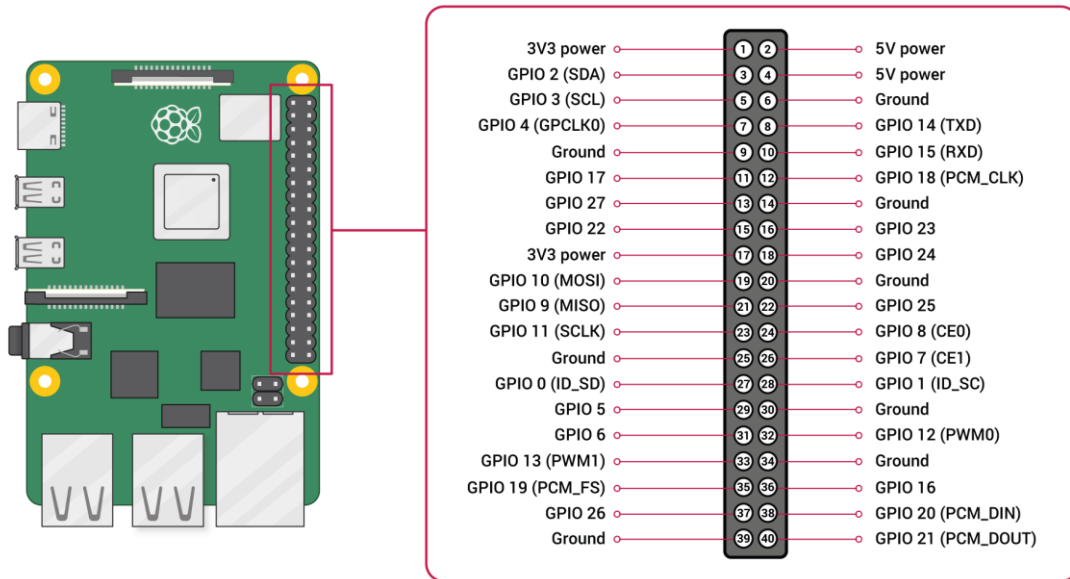 3V3 power 1 2 5V power
GPIO 2 (SDA) 3 4 5V power
GPIO 3 (SCL) 5 6 Ground
GPIO 4 (GPCLK0) 7 8 GPIO 14 (TXD)
Ground 9 10 GPIO 15 (RXD)
GPIO 17 11 12 GPIO 18 (PCM_CLK)
GPIO 27 13 14 Ground
GPIO 22 15 16 GPIO 23
3V3 power 17 18 GPIO 24
GPIO 10 (MOSI) 19 20 Ground
GPIO 9 (MISO) 21 22 GPIO 25
GPIO 11 (SCLK) 23 24 GPIO 8 (CE0)
Ground 25 26 GPIO 7 (CE1)
GPIO 0 (ID_SD) 27 28 GPIO 1 (ID_SC)
GPIO 5 29 30 Ground
GPIO 6 31 32 GPIO 12 (PWM0)
GPIO 13 (PWM1) 33 34 Ground
GPIO 19 (PCM_FS) 35 36 GPIO 16
GPIO 26 37 38 GPIO 20 (PCM_DIN)
Ground 39 40 GPIO 21 (PCM_DOUT)